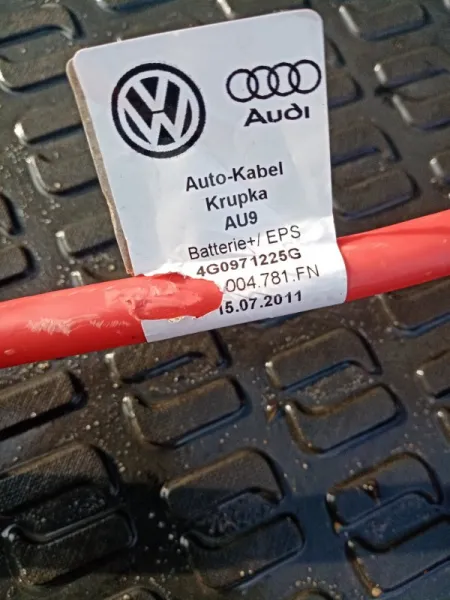 Audi
Auto-Kabel
Krupka
AU9
Batterie+/ EPS
4G0971225G
004.781.FN
15.07.2011